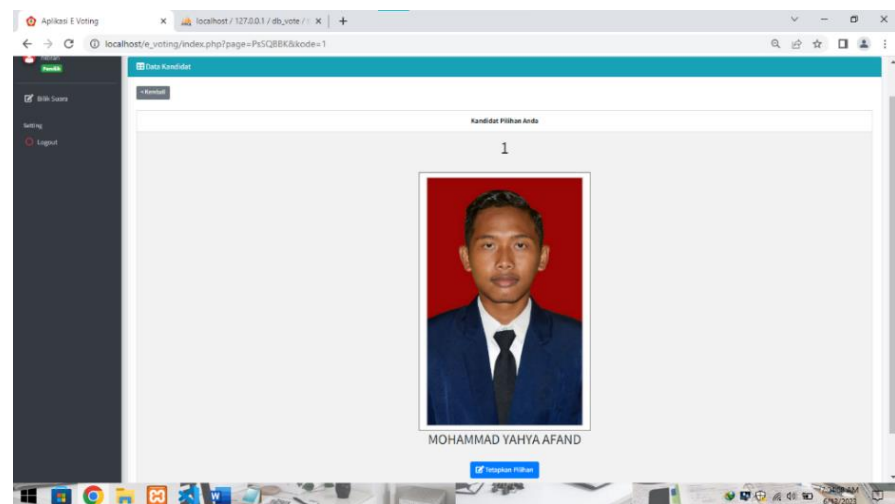 Aplikasi E Voting
localhost / 127.0.0.1 / db_vote /
localhost/e_voting/index.php?page=PsSQBBK&kode=1
Pemilih
Data Kandidat
Bilik Suara
Kembali
Setting
Kandidat Pilihan Anda
Logout
1
MOHAMMAD YAHYA AFAND
Tetapkan Pilihan